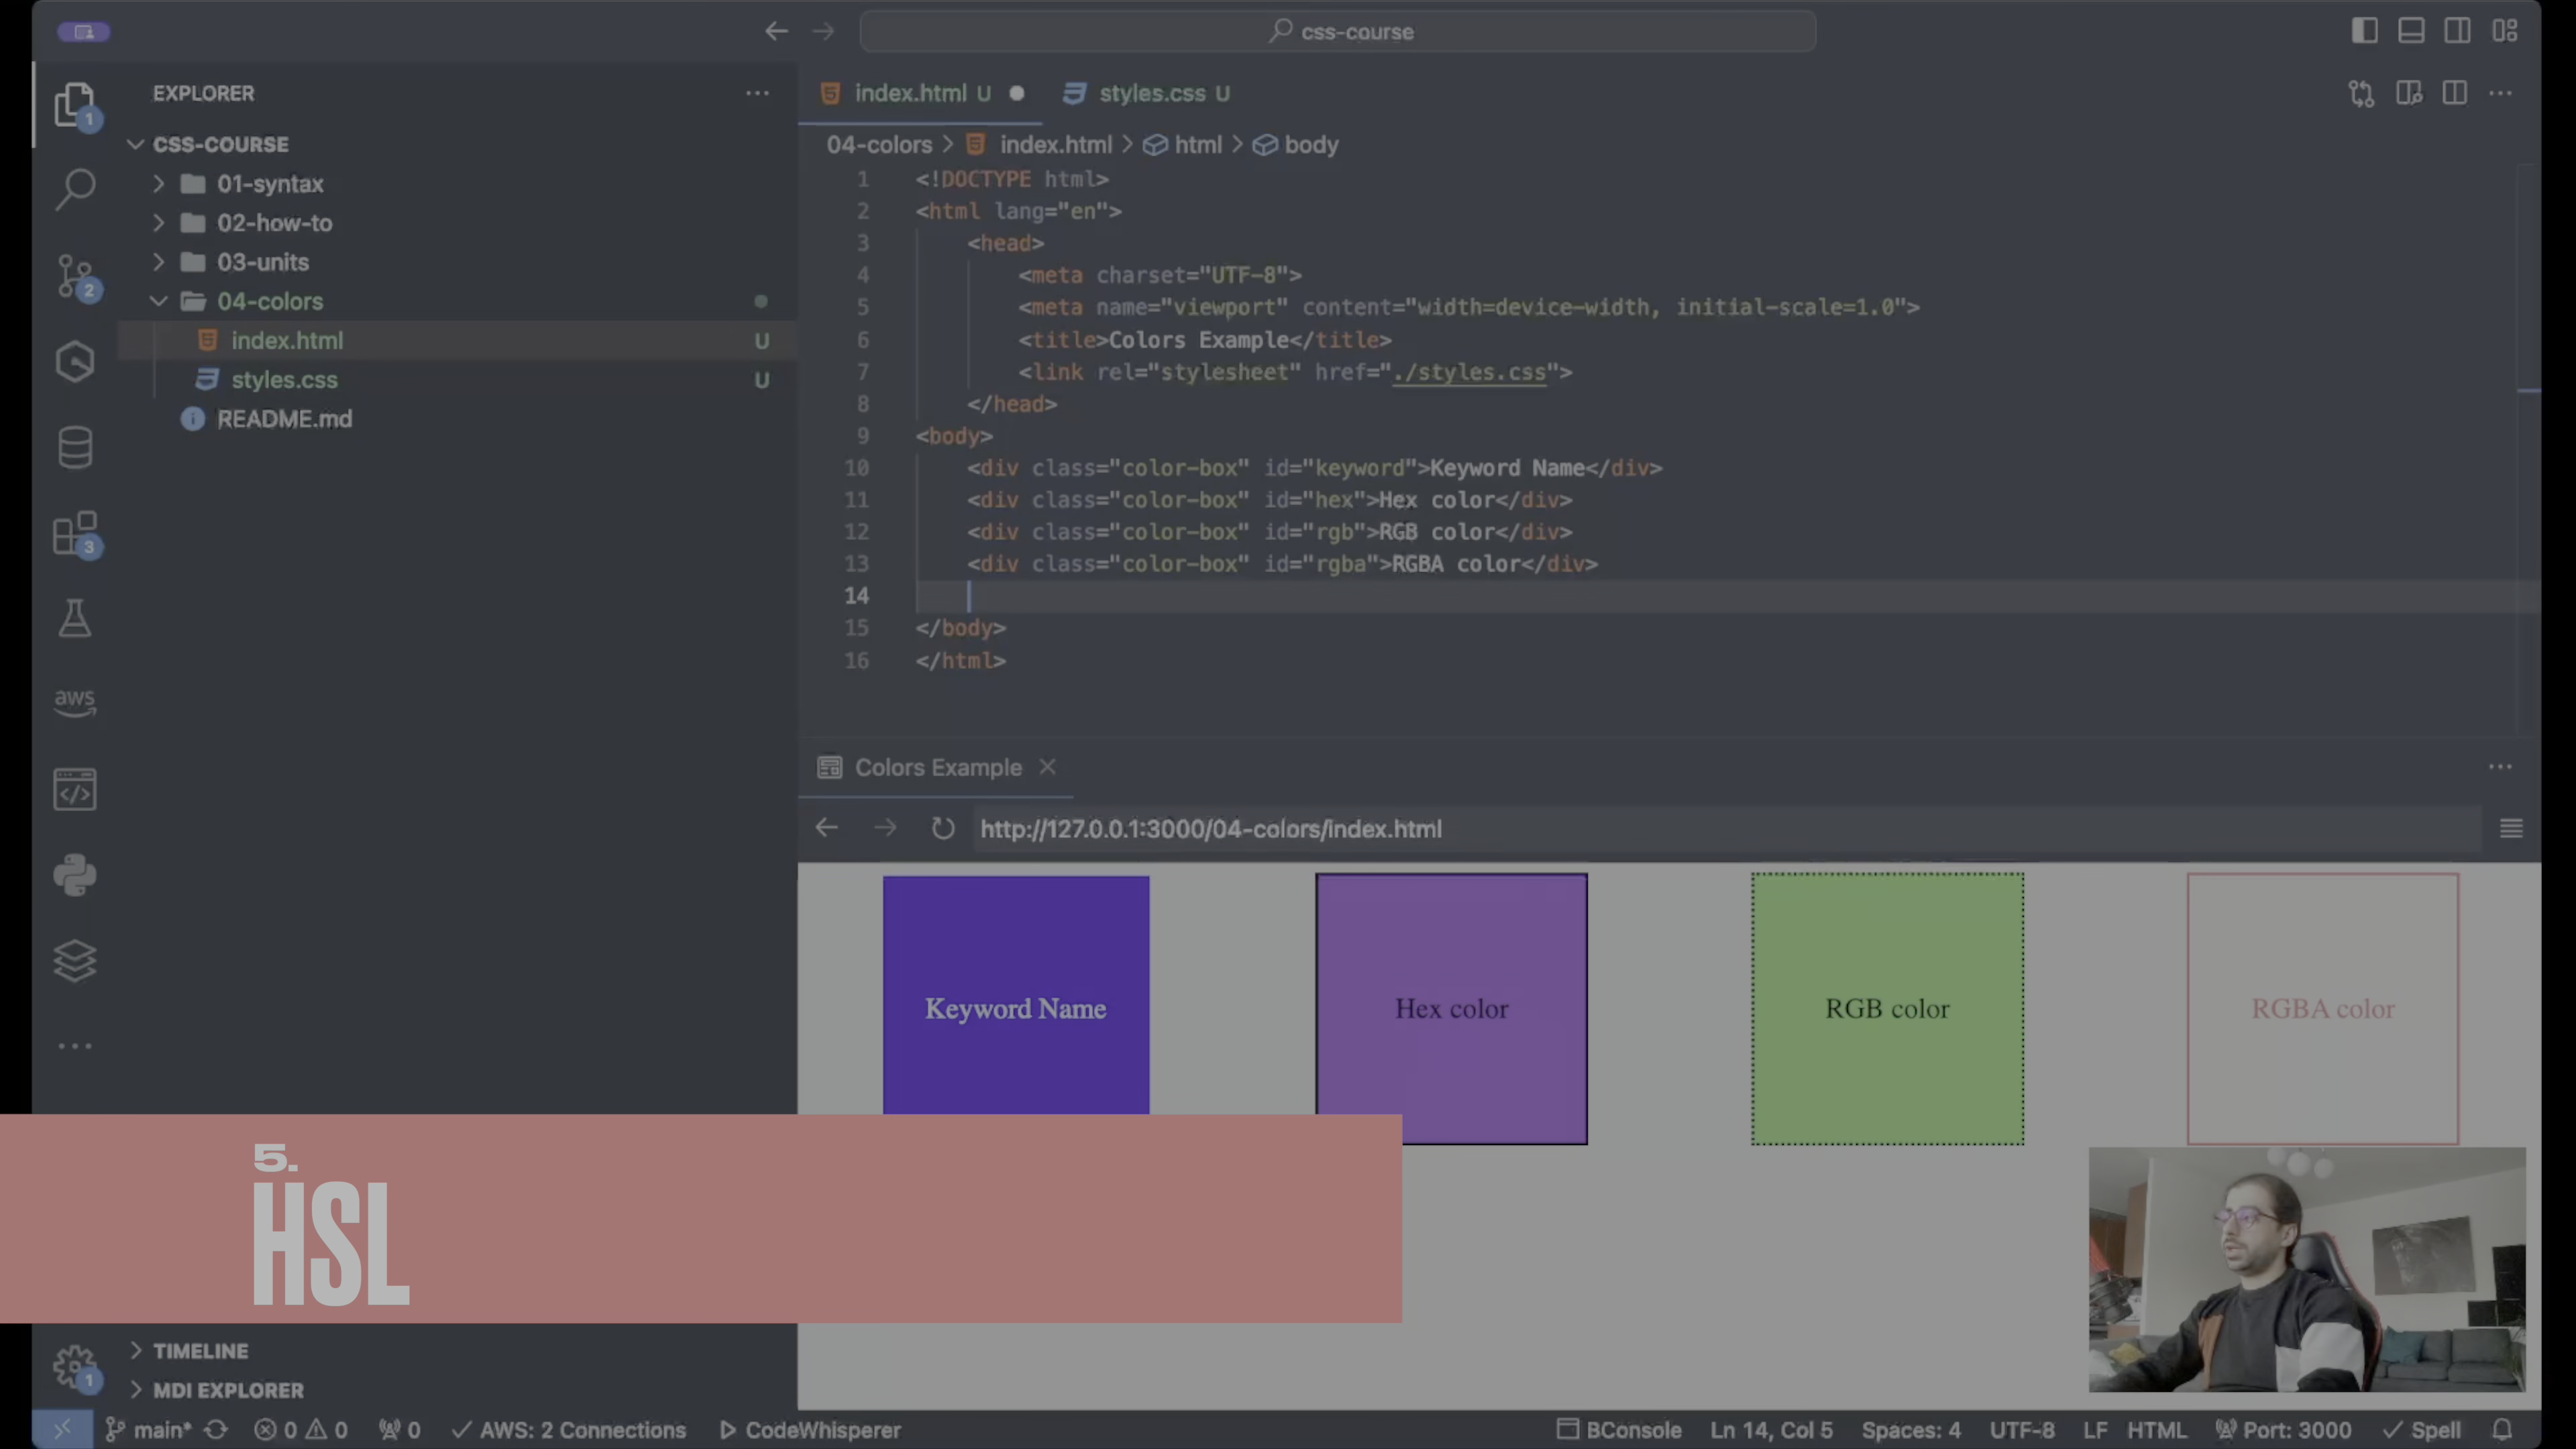 css-course
EXPLORER
CSS-COURSE
01-syntax
02-how-to
03-units
04-colors
index.html U
styles.css U
README.md
TIMELINE
MDI EXPLORER
1
2
3
aws
1
index.html U
styles.css U
04-colors > index.html > html > body
1 <!DOCTYPE html>
2 <html lang="en">
3 <head>
4 <meta charset="UTF-8">
5 <meta name="viewport" content="width=device-width, initial-scale=1.0">
6 <title>Colors Example</title>
7 <link rel="stylesheet" href="./styles.css">
8 </head>
9 <body>
10 <div class="color-box" id="keyword">Keyword Name</div>
11 <div class="color-box" id="hex">Hex color</div>
12 <div class="color-box" id="rgb">RGB color</div>
13 <div class="color-box" id="rgba">RGBA color</div>
14
15 </body>
16 </html>
Colors Example
http://127.0.0.1:3000/04-colors/index.html
Keyword Name
Hex color
RGB color
RGBA color
5.
HSL
main* 0 0 0 AWS: 2 Connections CodeWhisperer BConsole Ln 14, Col 5 Spaces: 4 UTF-8 LF HTML Port: 3000 Spell